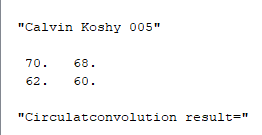 "Calvin Koshy 005"
70. 68.
62. 60.
"Circulatconvolution result="